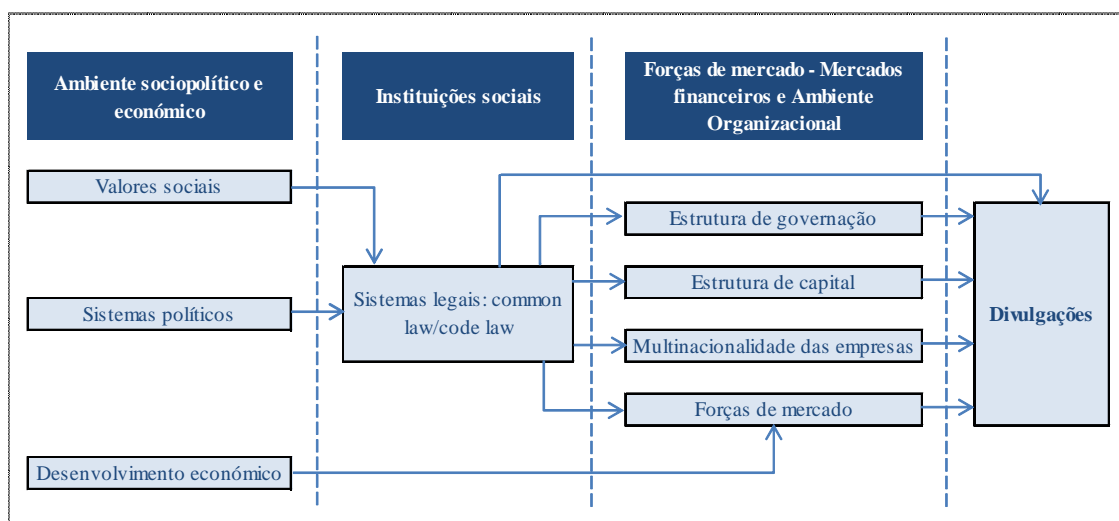 Ambiente sociopolítico e
económico
Instituições sociais
Forças de mercado - Mercados
financeiros e Ambiente
Organizacional
Valores sociais
Sistemas políticos
Desenvolvimento económico
Sistemas legais: common
law/code law
Estrutura de governação
Estrutura de capital
Multinacionalidade das empresas
Forças de mercado
Divulgações